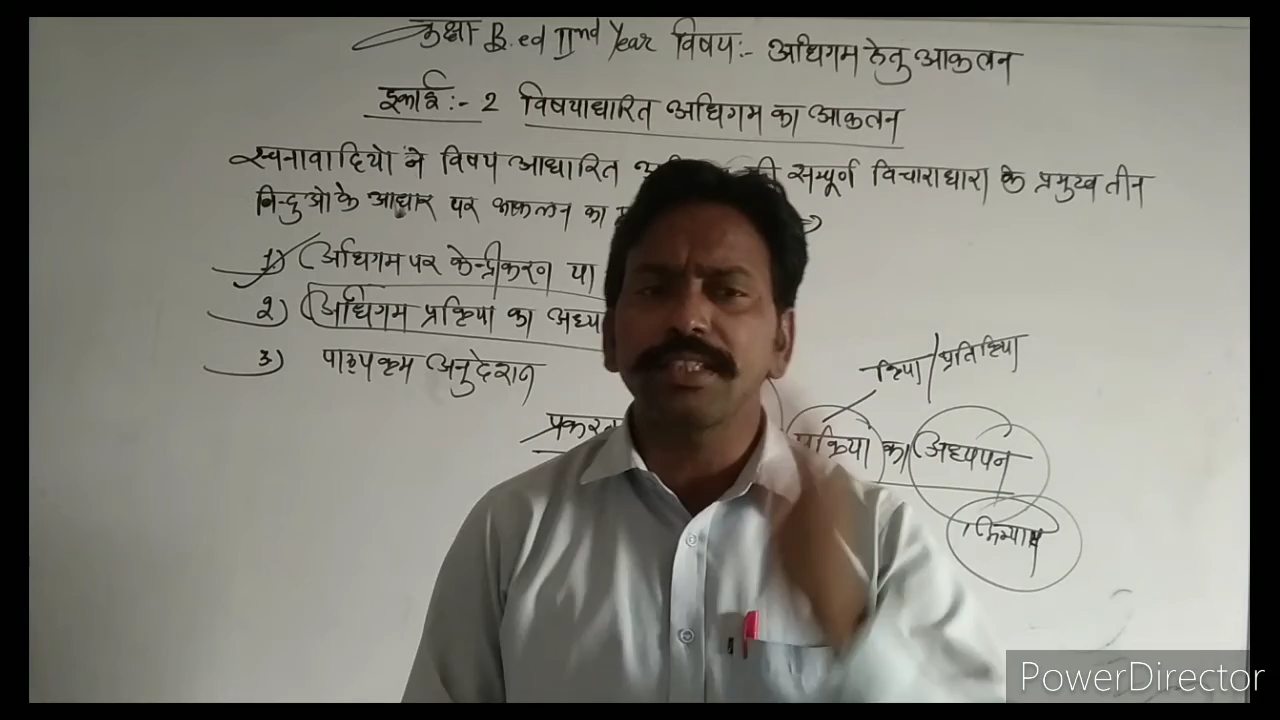 कक्षा B.ed IInd Year विषय:- अधिगम हेतु आकलन
इकाई:- 2 विषयाधारित अधिगम का आकलन
रचनावादियो ने विषय आधारित की सम्पूर्ण विचाराधारा के प्रमुख तीन
बिन्दुओ के आधार पर आकलन का
1) अधिगम पर केन्द्रीकरण या
2) अधिगम प्रक्रिया का
3) पाठ्यक्रम अनुदेशन
क्रिया/प्रतिक्रिया
प्रक्रिया का अध्ययन
PowerDirector